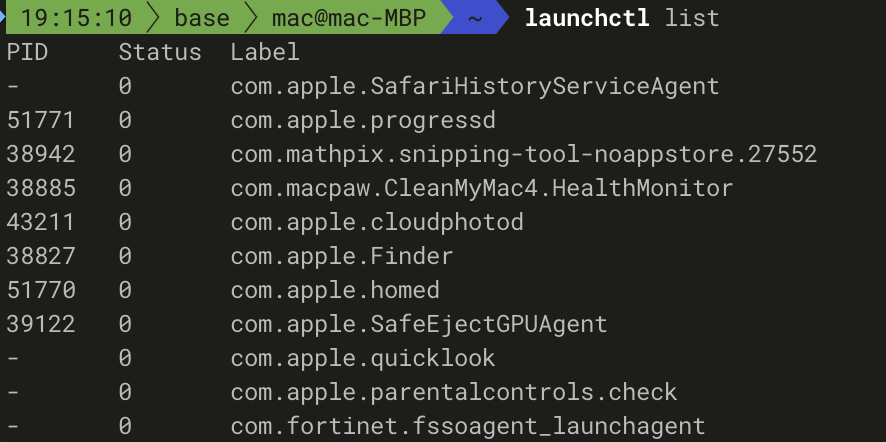 19:15:10 base mac@mac-MBP ~ launchctl list
PID Status Label
- 0 com.apple.SafariHistoryServiceAgent
51771 0 com.apple.progressd
38942 0 com.mathpix.snipping-tool-noappstore.27552
38885 0 com.macpaw.CleanMyMac4.HealthMonitor
43211 0 com.apple.cloudphotod
38827 0 com.apple.Finder
51770 0 com.apple.homed
39122 0 com.apple.SafeEjectGPUAgent
- 0 com.apple.quicklook
- 0 com.apple.parentalcontrols.check
- 0 com.fortinet.fssoagent_launchagent